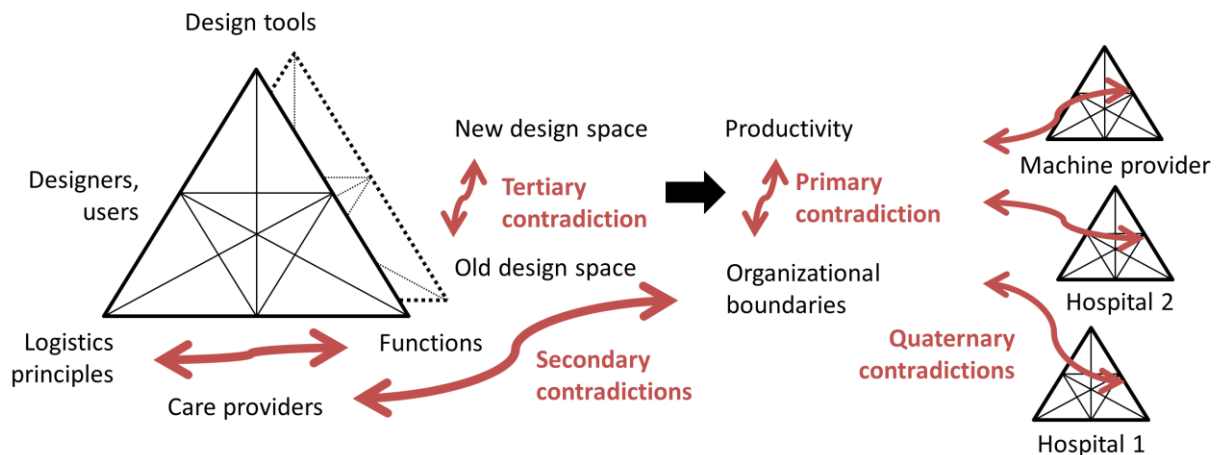 Design tools
Designers,
users
Logistics
principles
Care providers
Functions
New design space
Tertiary
contradiction
Old design space
Secondary
contradictions
Productivity
Primary
contradiction
Organizational
boundaries
Machine provider
Hospital 2
Quaternary
contradictions
Hospital 1